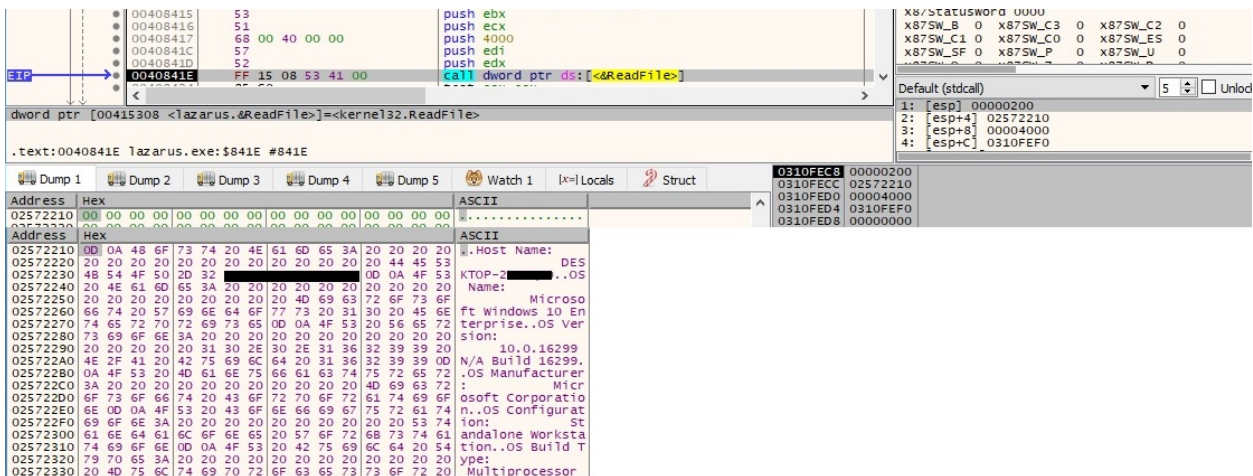 00408415 53 push ebx
00408416 51 push ecx
00408417 68 00 40 00 00 push 4000
0040841C 57 push edi
0040841D 52 push edx
EIP 0040841E FF 15 08 53 41 00 call dword ptr ds:[<&ReadFile>]
x87StatusWord 0000
x87SW_B 0 x87SW_C3 0 x87SW_C2 0
x87SW_C1 0 x87SW_C0 0 x87SW_ES 0
x87SW_SF 0 x87SW_P 0 x87SW_U 0
Default (stdcall) 5 Unlock
1: [esp] 00000200
2: [esp+4] 02572210
3: [esp+8] 00004000
4: [esp+C] 0310FEF0
dword ptr [00415308 <lazarus.&ReadFile>]=<kernel32.ReadFile>
.text:0040841E lazarus.exe:$841E #841E
Dump 1 Dump 2 Dump 3 Dump 4 Dump 5 Watch 1 [x=] Locals Struct
0310FEC8 00000200
0310FECC 02572210
0310FED0 00004000
0310FED4 0310FEF0
0310FED8 00000000
Address Hex ASCII
02572210 00 00 00 00 00 00 00 00 00 00 00 00 00 00 00 00 ................
Address Hex ASCII
02572210 0D 0A 48 6F 73 74 20 4E 61 6D 65 3A 20 20 20 20 ..Host Name:
02572220 20 20 20 20 20 20 20 20 20 20 20 20 20 44 45 53 DES
02572230 4B 54 4F 50 2D 32 0D 0A 4F 53 KTOP-2 ..OS
02572240 20 4E 61 6D 65 3A 20 20 20 20 20 20 20 20 20 20 Name:
02572250 20 20 20 20 20 20 20 20 20 4D 69 63 72 6F 73 6F Microso
02572260 66 74 20 57 69 6E 64 6F 77 73 20 31 30 20 45 6E ft Windows 10 En
02572270 74 65 72 70 72 69 73 65 0D 0A 4F 53 20 56 65 72 terprise..OS Ver
02572280 73 69 6F 6E 3A 20 20 20 20 20 20 20 20 20 20 20 sion:
02572290 20 20 20 20 20 31 30 2E 30 2E 31 36 32 39 39 20 10.0.16299
025722A0 4E 2F 41 20 42 75 69 6C 64 20 31 36 32 39 39 0D N/A Build 16299.
025722B0 0A 4F 53 20 4D 61 6E 75 66 61 63 74 75 72 65 72 .OS Manufacturer
025722C0 3A 20 20 20 20 20 20 20 20 20 20 20 4D 69 63 72 : Micr
025722D0 6F 73 6F 66 74 20 43 6F 72 70 6F 72 61 74 69 6F osoft Corporatio
025722E0 6E 0D 0A 4F 53 20 43 6F 6E 66 69 67 75 72 61 74 n..OS Configurat
025722F0 69 6F 6E 3A 20 20 20 20 20 20 20 20 20 20 53 74 ion: St
02572300 61 6E 64 61 6C 6F 6E 65 20 57 6F 72 6B 73 74 61 andalone Worksta
02572310 74 69 6F 6E 0D 0A 4F 53 20 42 75 69 6C 64 20 54 tion..OS Build T
02572320 79 70 65 3A 20 20 20 20 20 20 20 20 20 20 20 20 ype:
02572330 20 4D 75 6C 74 69 70 72 6F 63 65 73 73 6F 72 20 Multiprocessor